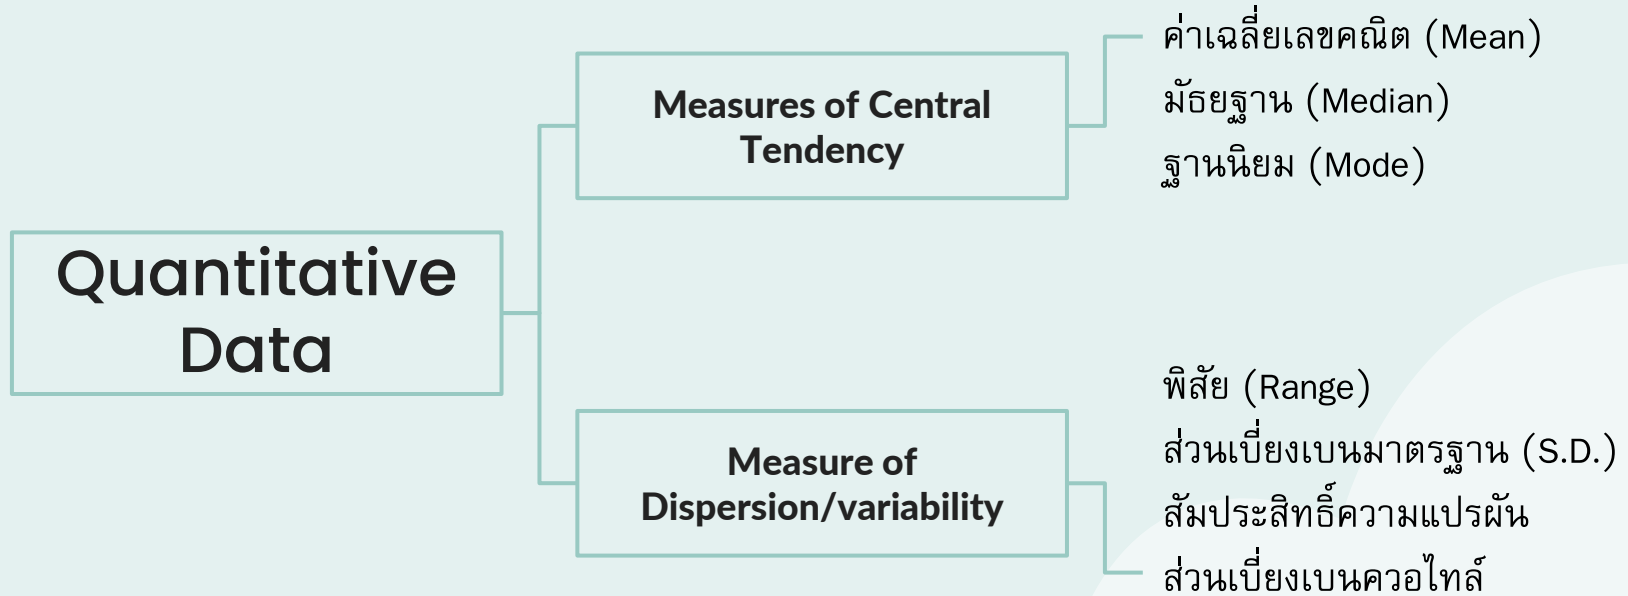 Quantitative
Data
Measures of Central
Tendency
ค่าเฉลี่ยเลขคณิต (Mean)
มัธยฐาน (Median)
ฐานนิยม (Mode)
Measure of
Dispersion/variability
พิสัย (Range)
ส่วนเบี่ยงเบนมาตรฐาน (S.D.)
สัมประสิทธิ์ความแปรผัน
ส่วนเบี่ยงเบนควอไทล์